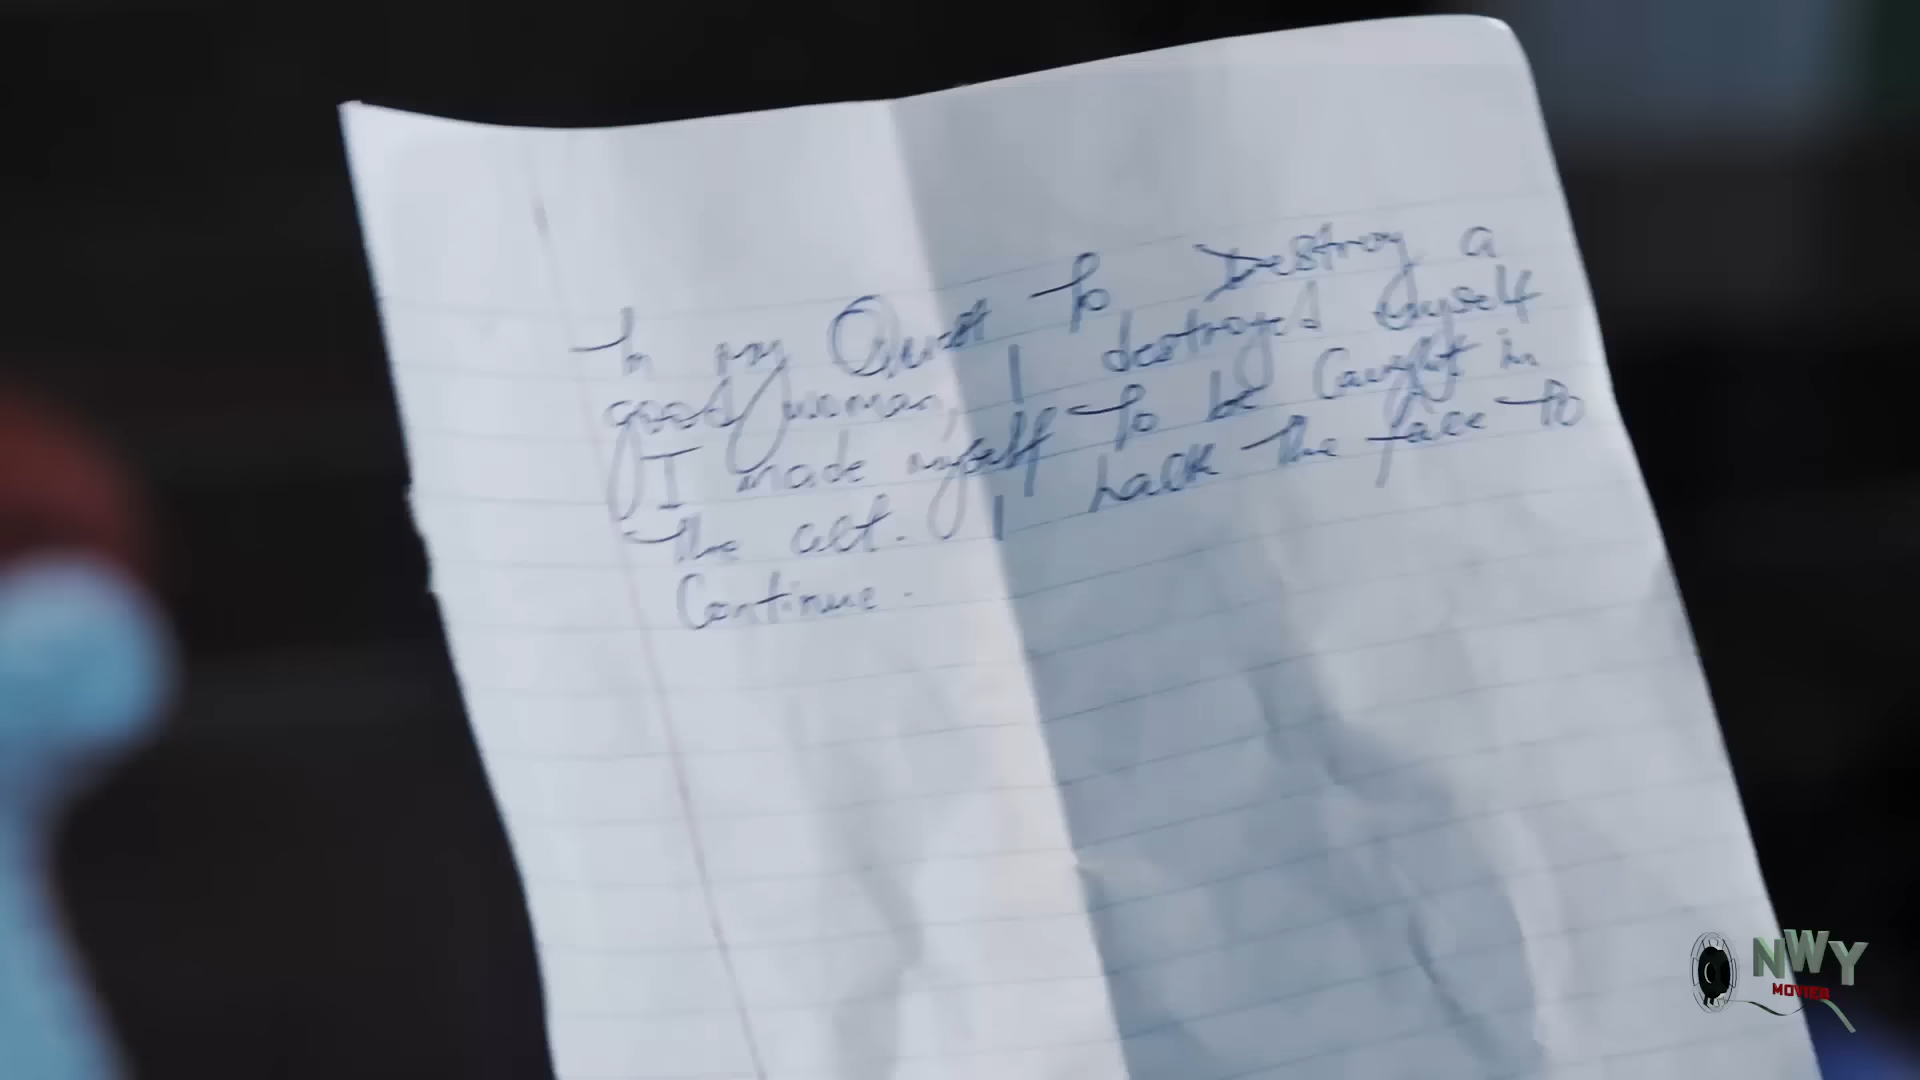 In my Quest To Destroy a
good woman, I destroyed myself
I made myself To be Caught in
The act. I Lack The face to
Continue.
NWY
MOVIES